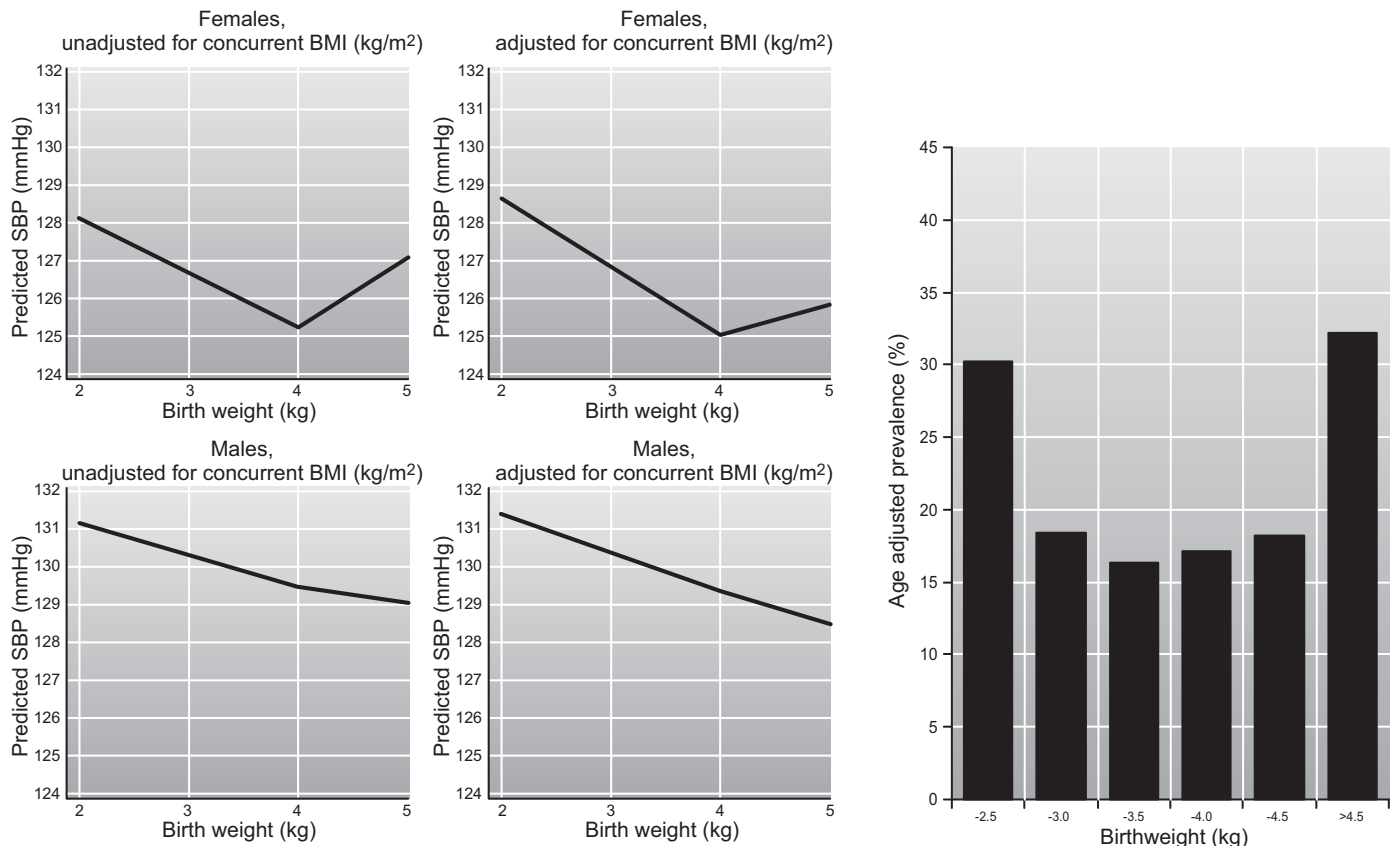 Females,
unadjusted for concurrent BMI (kg/m²)
Predicted SBP (mmHg)
132
131
130
129
128
127
126
125
124
2 3 4 5
Birth weight (kg)
Females,
adjusted for concurrent BMI (kg/m²)
Predicted SBP (mmHg)
132
131
130
129
128
127
126
125
124
2 3 4 5
Birth weight (kg)
Males,
unadjusted for concurrent BMI (kg/m²)
Predicted SBP (mmHg)
132
131
130
129
128
127
126
125
124
2 3 4 5
Birth weight (kg)
Males,
adjusted for concurrent BMI (kg/m²)
Predicted SBP (mmHg)
132
131
130
129
128
127
126
125
124
2 3 4 5
Birth weight (kg)
Age adjusted prevalence (%)
45
40
35
30
25
20
15
10
5
0
-2.5 -3.0 -3.5 -4.0 -4.5 >4.5
Birthweight (kg)